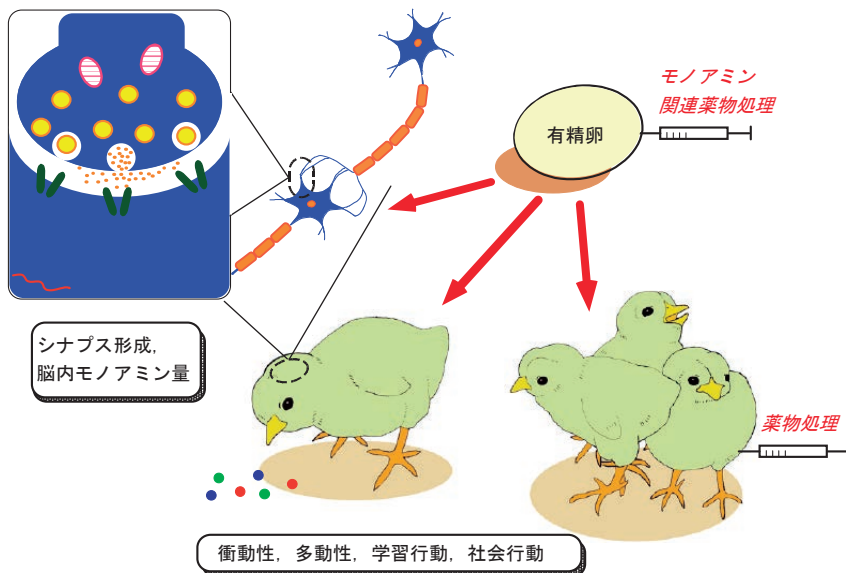 モノアミン
関連薬物処理
有精卵
シナプス形成，
脳内モノアミン量
薬物処理
衝動性，多動性，学習行動，社会行動